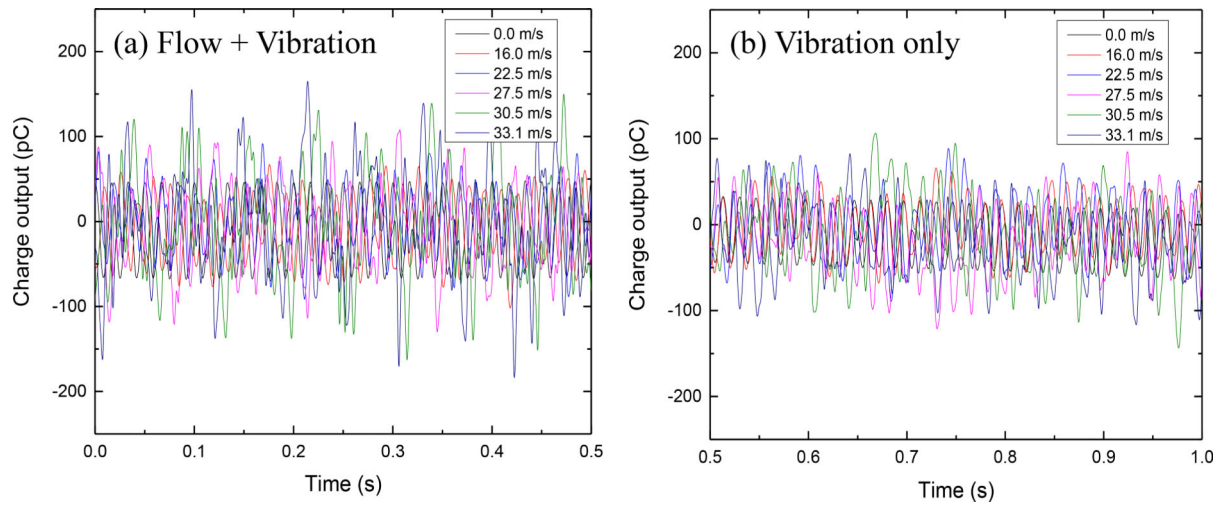 (a) Flow + Vibration
0.0 m/s
16.0 m/s
22.5 m/s
27.5 m/s
30.5 m/s
33.1 m/s
200
100
0
-100
-200
Charge output (pC)
0.0 0.1 0.2 0.3 0.4 0.5
Time (s)
(b) Vibration only
0.0 m/s
16.0 m/s
22.5 m/s
27.5 m/s
30.5 m/s
33.1 m/s
200
100
0
-100
-200
Charge output (pC)
0.5 0.6 0.7 0.8 0.9 1.0
Time (s)